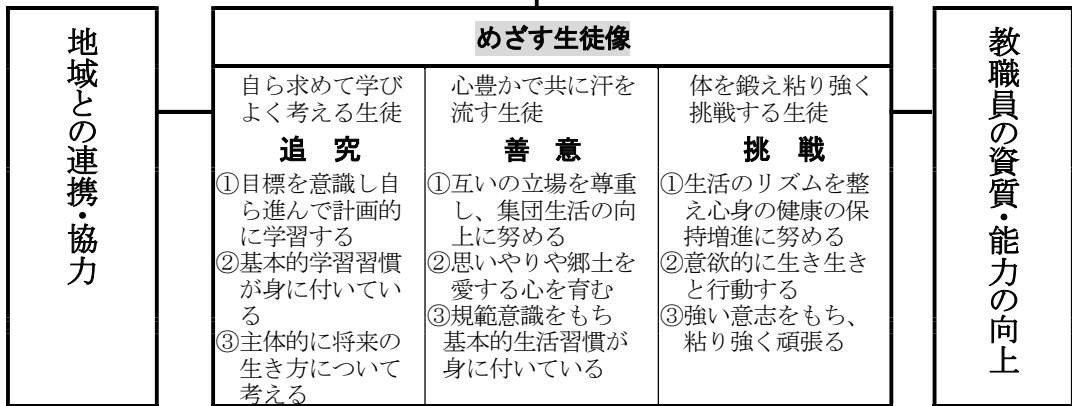 地域との連携・協力
めざす生徒像
自ら求めて学び
よく考える生徒
追 究
①目標を意識し自
ら進んで計画的
に学習する
②基本的学習習慣
が身に付いてい
る
③主体的に将来の
生き方について
考える
心豊かで共に汗を
流す生徒
善 意
①互いの立場を尊重
し、集団生活の向
上に努める
②思いやりや郷土を
愛する心を育む
③規範意識をもち
基本的生活習慣が
身に付いている
体を鍛え粘り強く
挑戦する生徒
挑 戦
①生活のリズムを整
え心身の健康の保
持増進に努める
②意欲的に生き生き
と行動する
③強い意志をもち、
粘り強く頑張る
教職員の資質・能力の向上